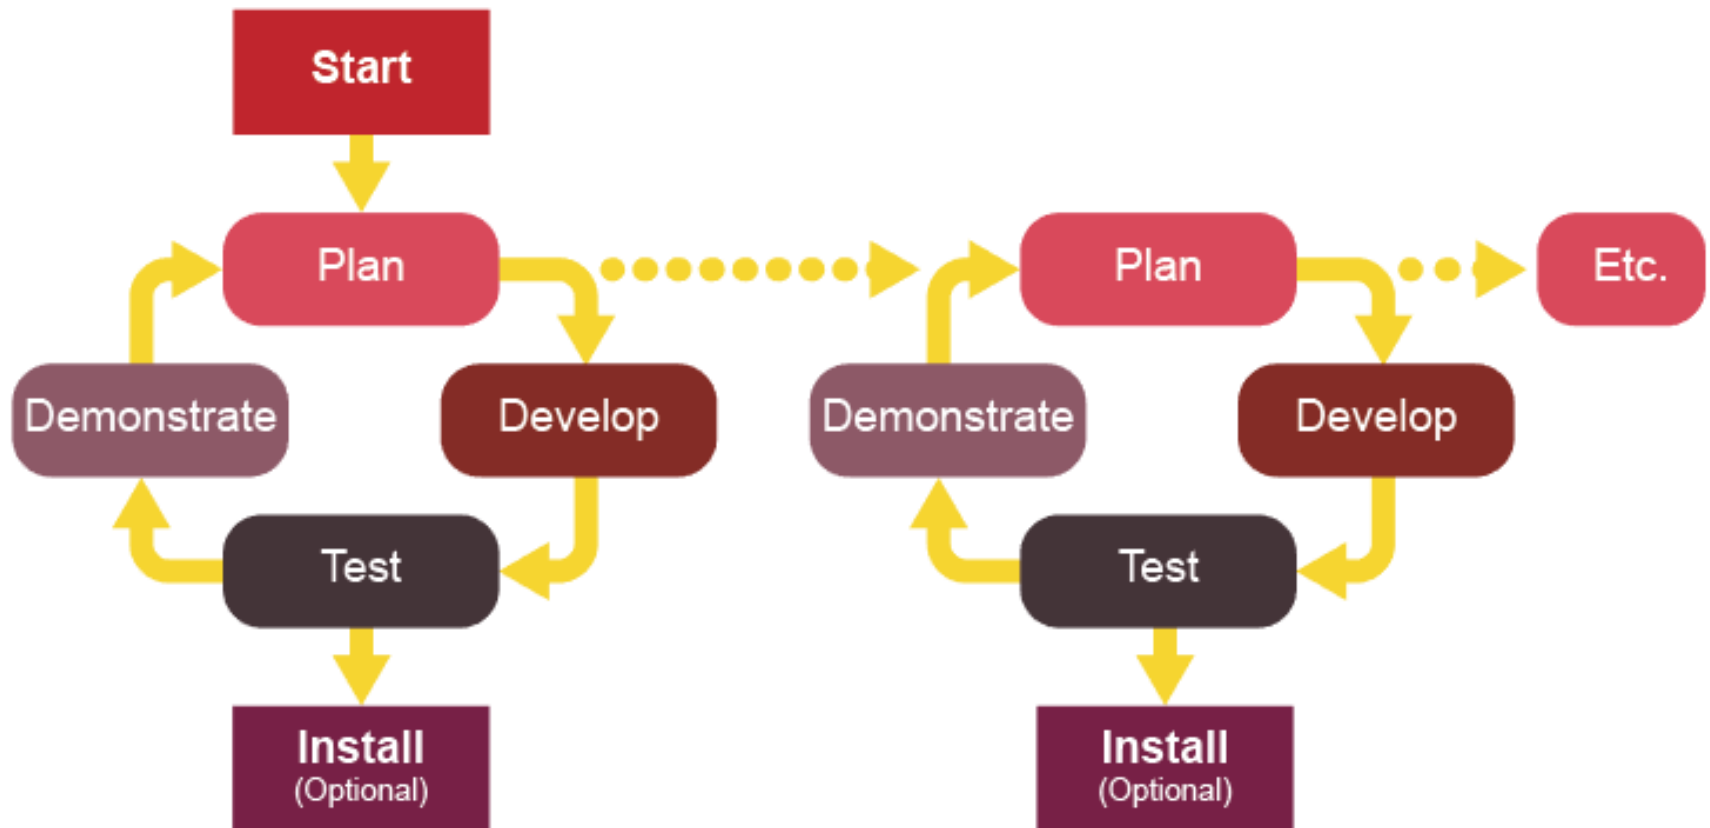 Start
Plan
Plan
Etc.
Demonstrate
Develop
Demonstrate
Develop
Test
Test
Install
(Optional)
Install
(Optional)